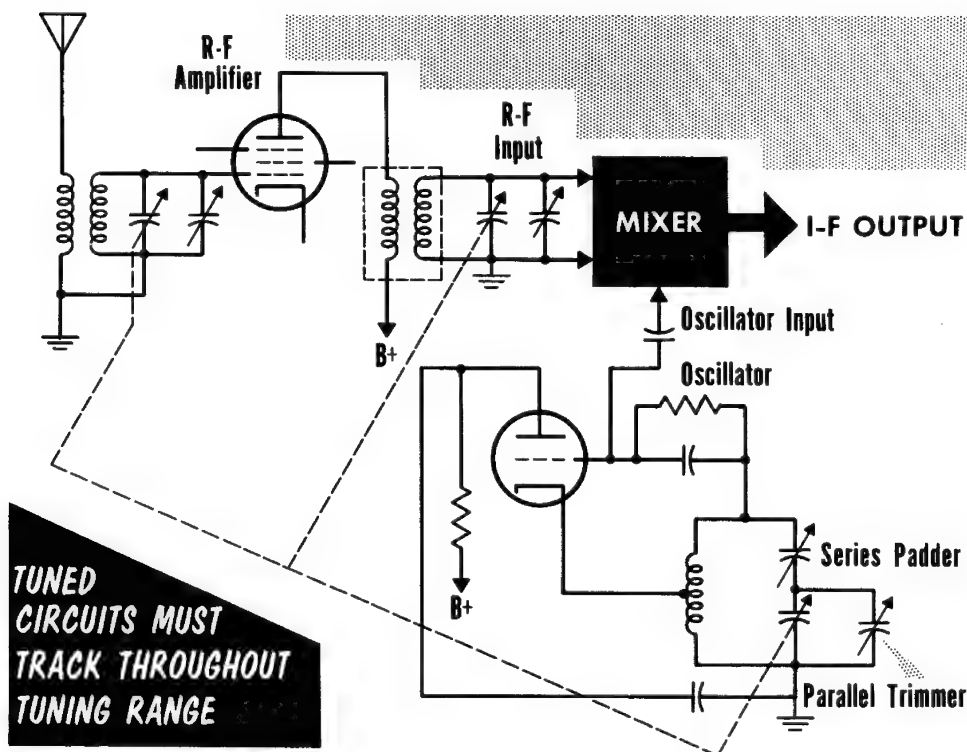 R-F
Amplifier
R-F
Input
MIXER
I-F OUTPUT
B+
Oscillator Input
Oscillator
Series Padder
B+
Parallel Trimmer
TUNED
CIRCUITS MUST
TRACK THROUGHOUT
TUNING RANGE